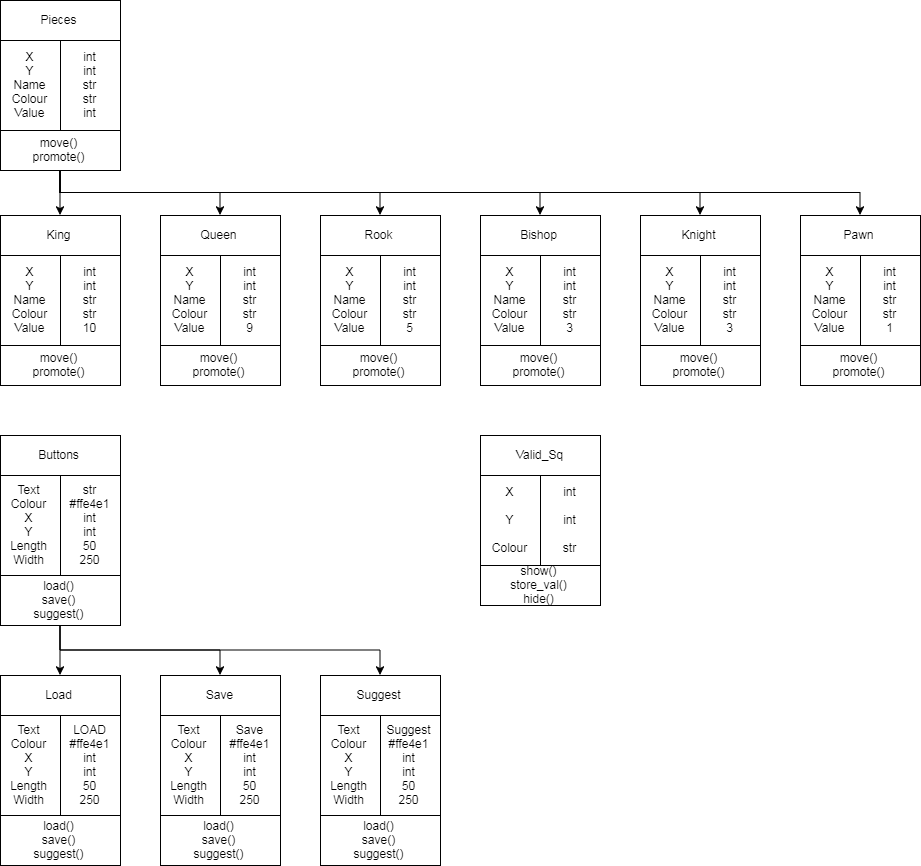 Pieces
X int
Y int
Name str
Colour str
Value int
move()
promote()
King
X int
Y int
Name str
Colour str
Value 10
move()
promote()
Queen
X int
Y int
Name str
Colour str
Value 9
move()
promote()
Rook
X int
Y int
Name str
Colour str
Value 5
move()
promote()
Bishop
X int
Y int
Name str
Colour str
Value 3
move()
promote()
Knight
X int
Y int
Name str
Colour str
Value 3
move()
promote()
Pawn
X int
Y int
Name str
Colour str
Value 1
move()
promote()
Buttons
Text str
Colour #ffe4e1
X int
Y int
Length 50
Width 250
load()
save()
suggest()
Valid_Sq
X int
Y int
Colour str
show()
store_val()
hide()
Load
Text LOAD
Colour #ffe4e1
X int
Y int
Length 50
Width 250
load()
save()
suggest()
Save
Text Save
Colour #ffe4e1
X int
Y int
Length 50
Width 250
load()
save()
suggest()
Suggest
Text Suggest
Colour #ffe4e1
X int
Y int
Length 50
Width 250
load()
save()
suggest()